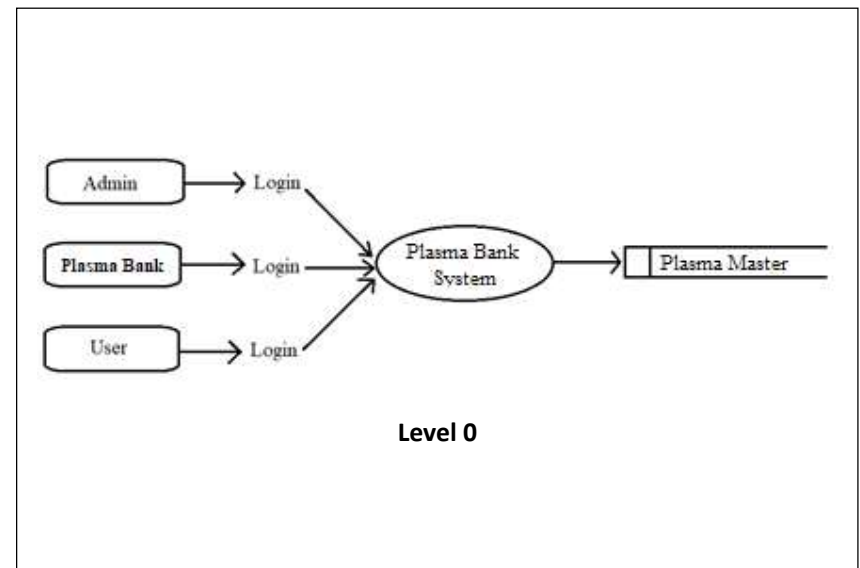 Admin
Login
Plasma Bank
Login
User
Login
Plasma Bank
System
Plasma Master
Level 0